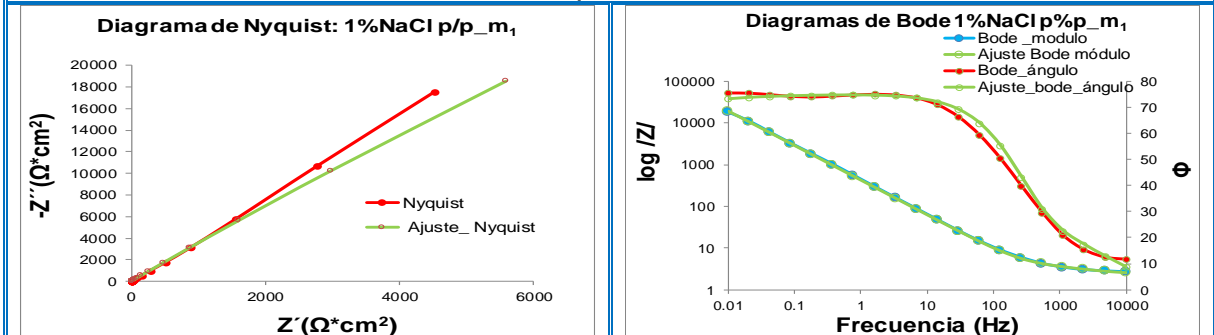 Diagrama de Nyquist: 1%NaCl p/p_m₁
20000
18000
16000
14000
12000
10000
8000
6000
4000
2000
0
-Z´´(Ω*cm²)
Nyquist
Ajuste_ Nyquist
0
2000
4000
6000
Z´(Ω*cm²)
Diagramas de Bode 1%NaCl p%p_m₁
Bode _modulo
Ajuste Bode módulo
Bode_ángulo
Ajuste_bode_ángulo
100000
10000
1000
100
10
1
log /Z/
80
70
60
50
40
30
20
10
0
Φ
0.01
0.1
1
10
100
1000
10000
Frecuencia (Hz)